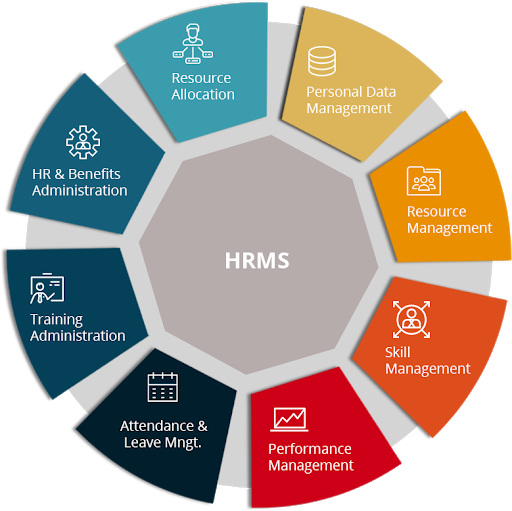 Resource
Allocation
Personal Data
Management
Resource
Management
Skill
Management
Performance
Management
Attendance &
Leave Mngt.
Training
Administration
HR & Benefits
Administration
HRMS